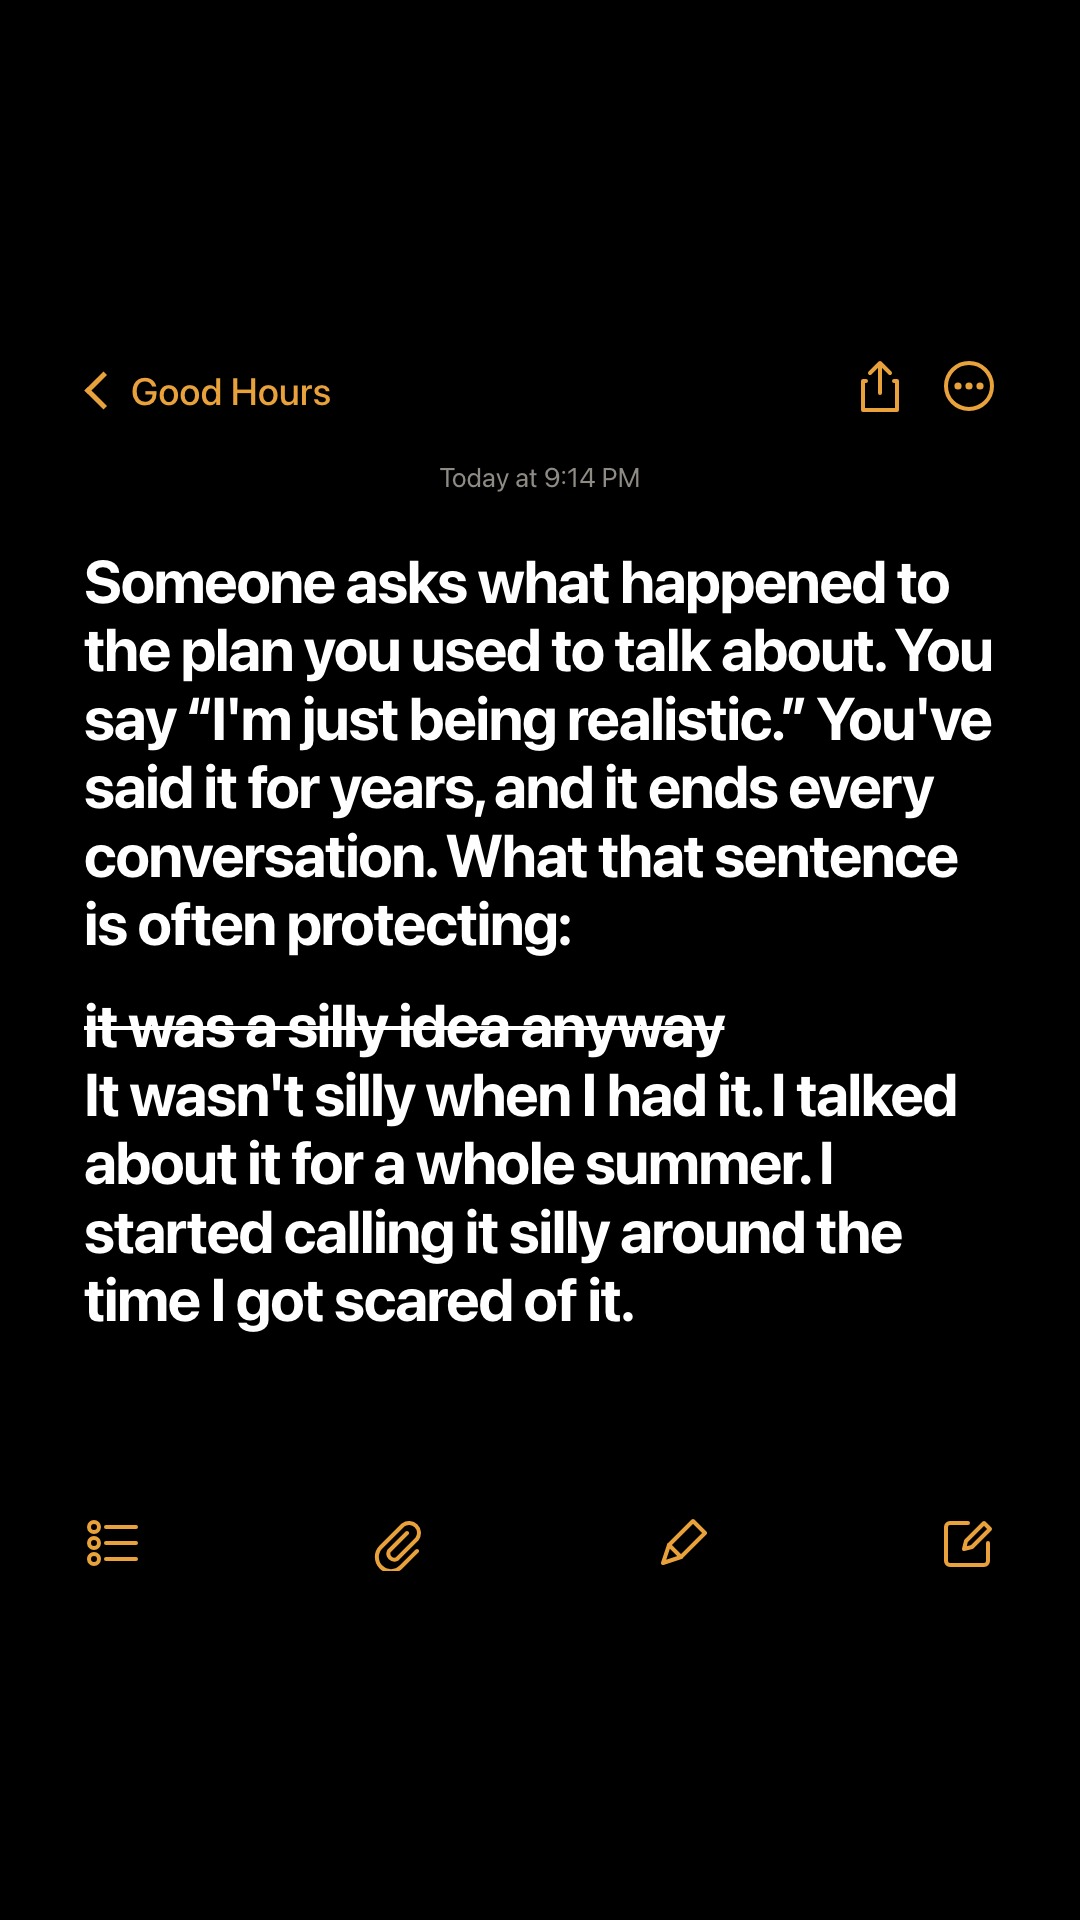 Good Hours
Today at 9:14 PM
Someone asks what happened to
the plan you used to talk about. You
say “I'm just being realistic.” You've
said it for years, and it ends every
conversation. What that sentence
is often protecting:
it was a silly idea anyway
It wasn't silly when I had it. I talked
about it for a whole summer. I
started calling it silly around the
time I got scared of it.